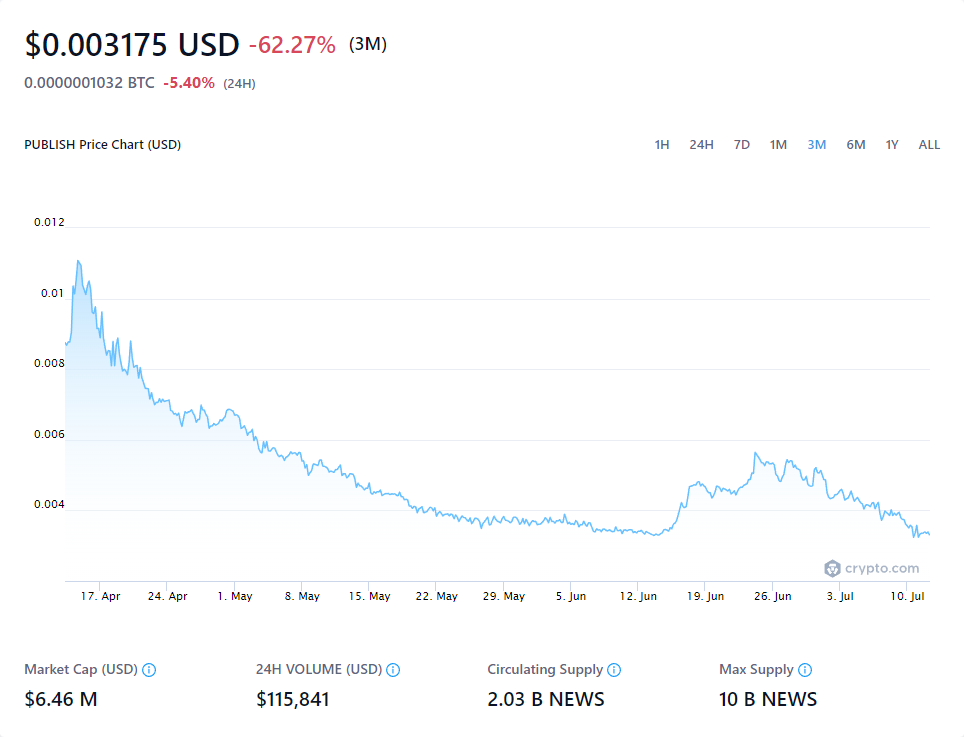 $0.003175 USD -62.27% (3M)
0.0000001032 BTC -5.40% (24H)
PUBLISH Price Chart (USD) 1H 24H 7D 1M 3M 6M 1Y ALL
0.012
0.01
0.008
0.006
0.004
crypto.com
17. Apr 24. Apr 1. May 8. May 15. May 22. May 29. May 5. Jun 12. Jun 19. Jun 26. Jun 3. Jul 10. Jul
Market Cap (USD) 24H VOLUME (USD) Circulating Supply Max Supply
$6.46 M $115,841 2.03 B NEWS 10 B NEWS